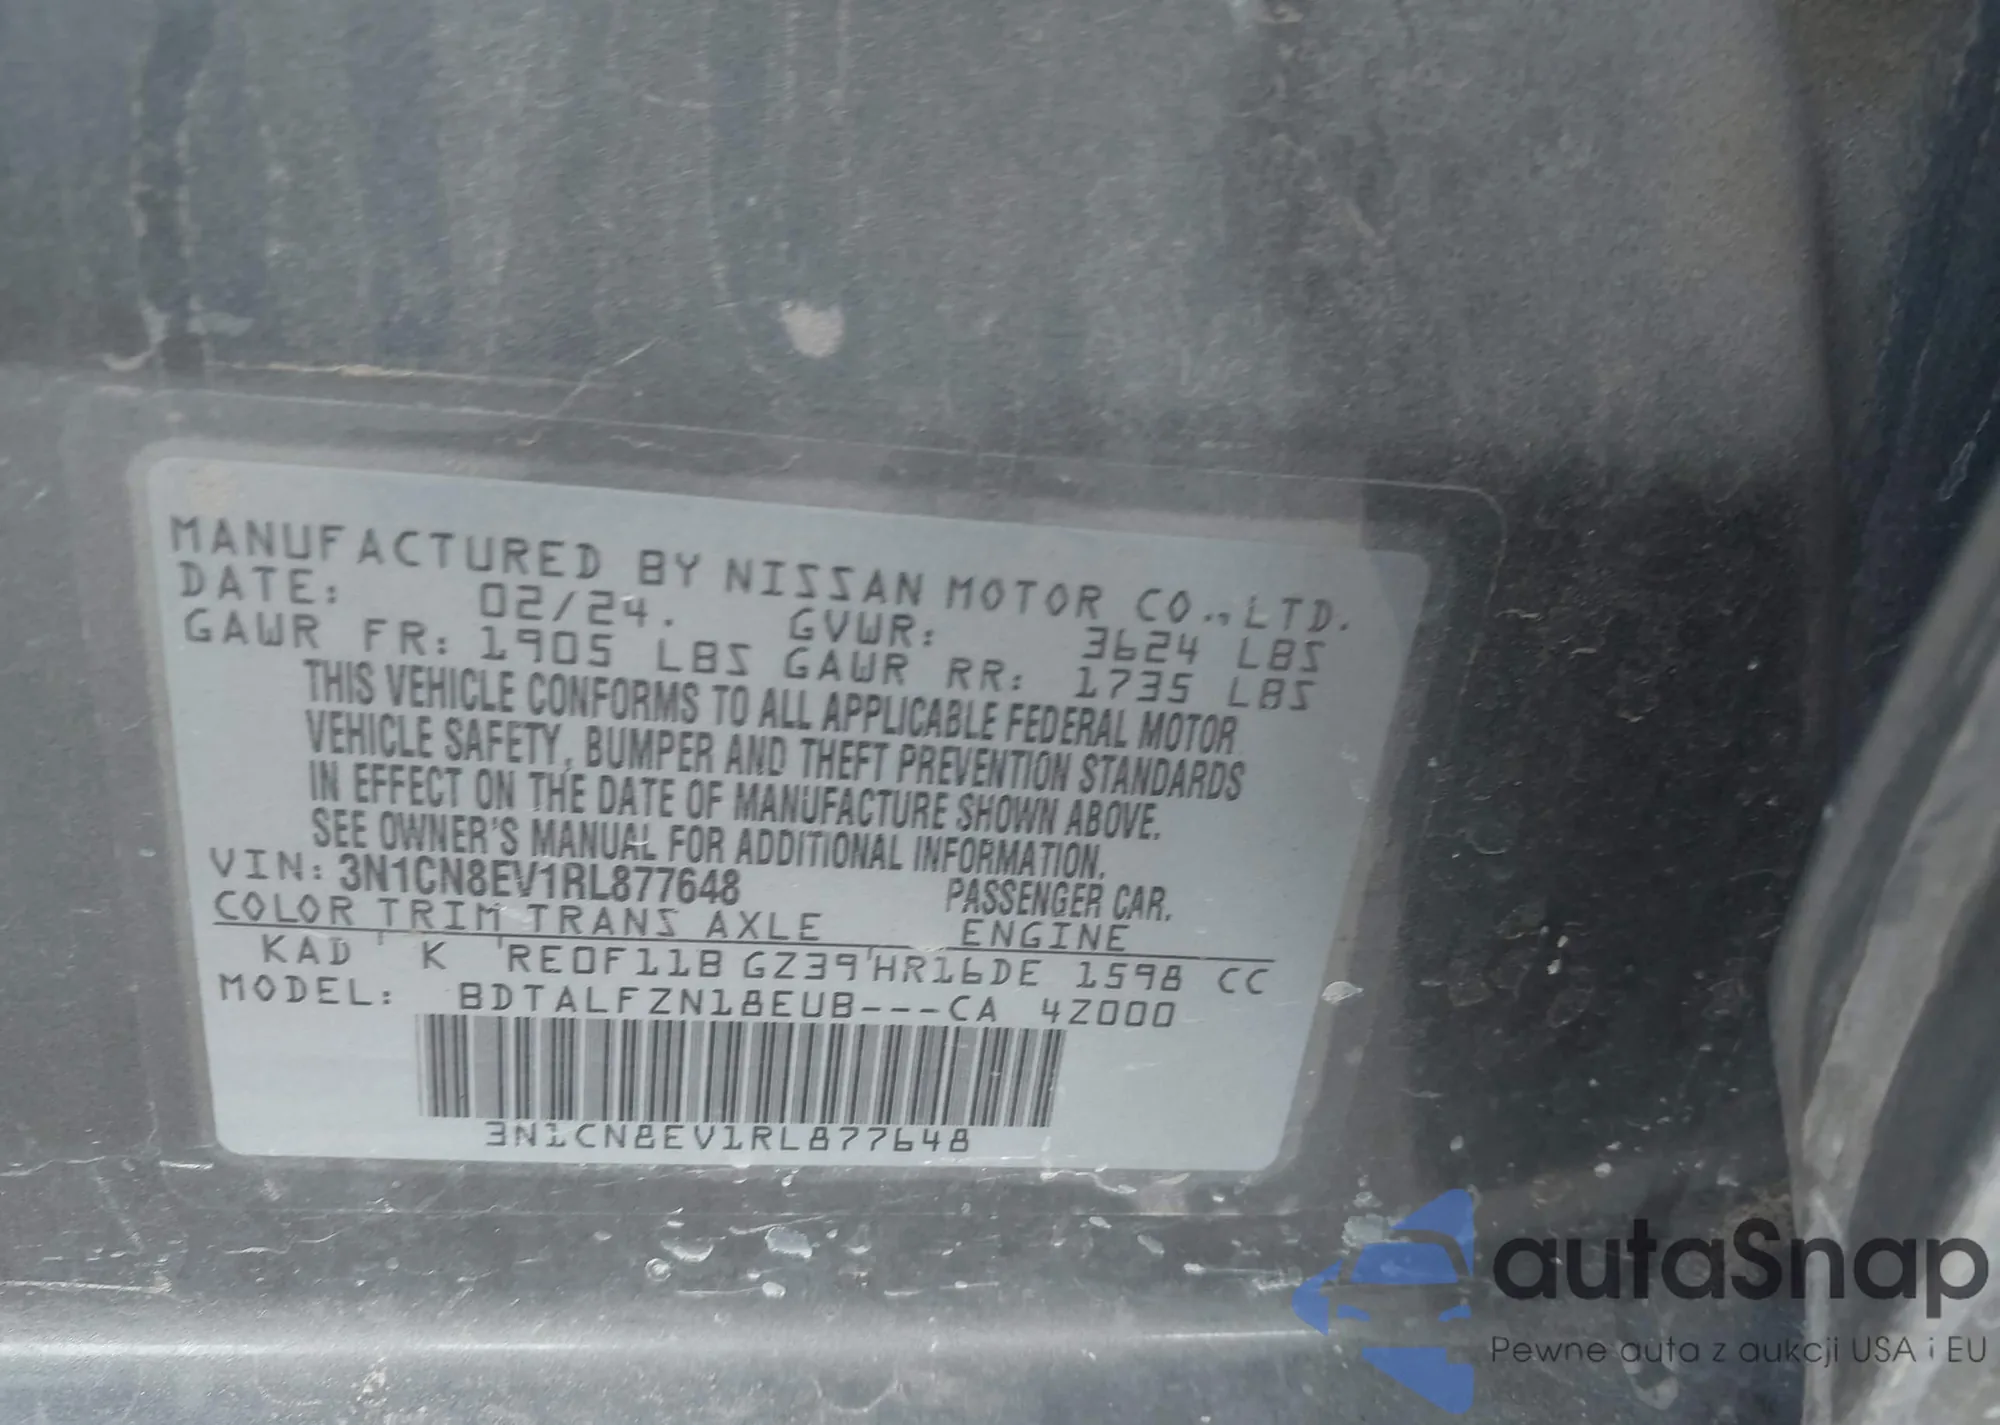 MANUFACTURED BY NISSAN MOTOR CO., LTD.
DATE: 02/24. GVWR: 3624 LBS
GAWR FR: 1905 LBS GAWR RR: 1735 LBS
THIS VEHICLE CONFORMS TO ALL APPLICABLE FEDERAL MOTOR
VEHICLE SAFETY, BUMPER AND THEFT PREVENTION STANDARDS
IN EFFECT ON THE DATE OF MANUFACTURE SHOWN ABOVE.
SEE OWNER'S MANUAL FOR ADDITIONAL INFORMATION.
VIN: 3N1CN8EV1RL877648 PASSENGER CAR.
COLOR TRIM TRANS AXLE ENGINE
KAD K RE0F11B GZ39 HR16DE 1598 CC
MODEL: BDTALFZN18EUB---CA 4Z000
3N1CN8EV1RL877648
autaSnap
Pewne auta z aukcji USA i EU